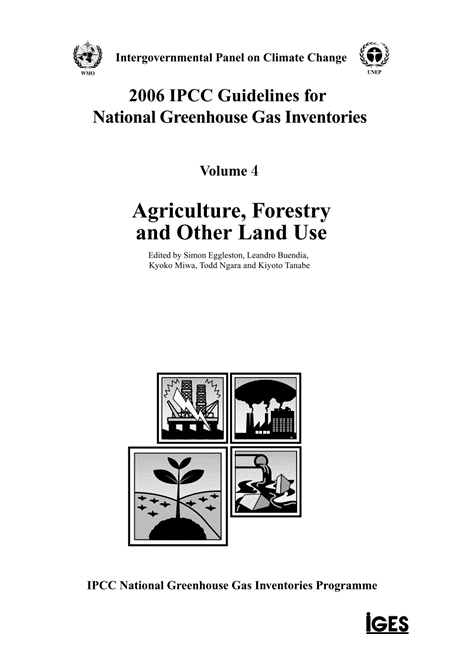 Intergovernmental Panel on Climate Change
WMO
UNEP
2006 IPCC Guidelines for
National Greenhouse Gas Inventories
Volume 4
Agriculture, Forestry
and Other Land Use
Edited by Simon Eggleston, Leandro Buendia,
Kyoko Miwa, Todd Ngara and Kiyoto Tanabe
IPCC National Greenhouse Gas Inventories Programme
IGES